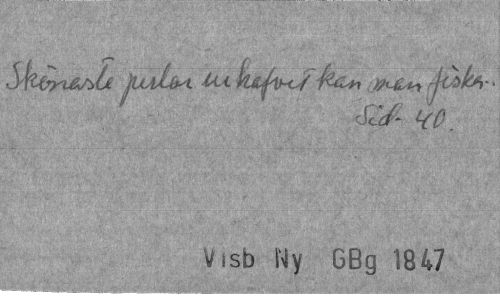 Skönaste perlor ur hafvet kan man fiska.
Sid. 40.
Visb Ny GBg 1847